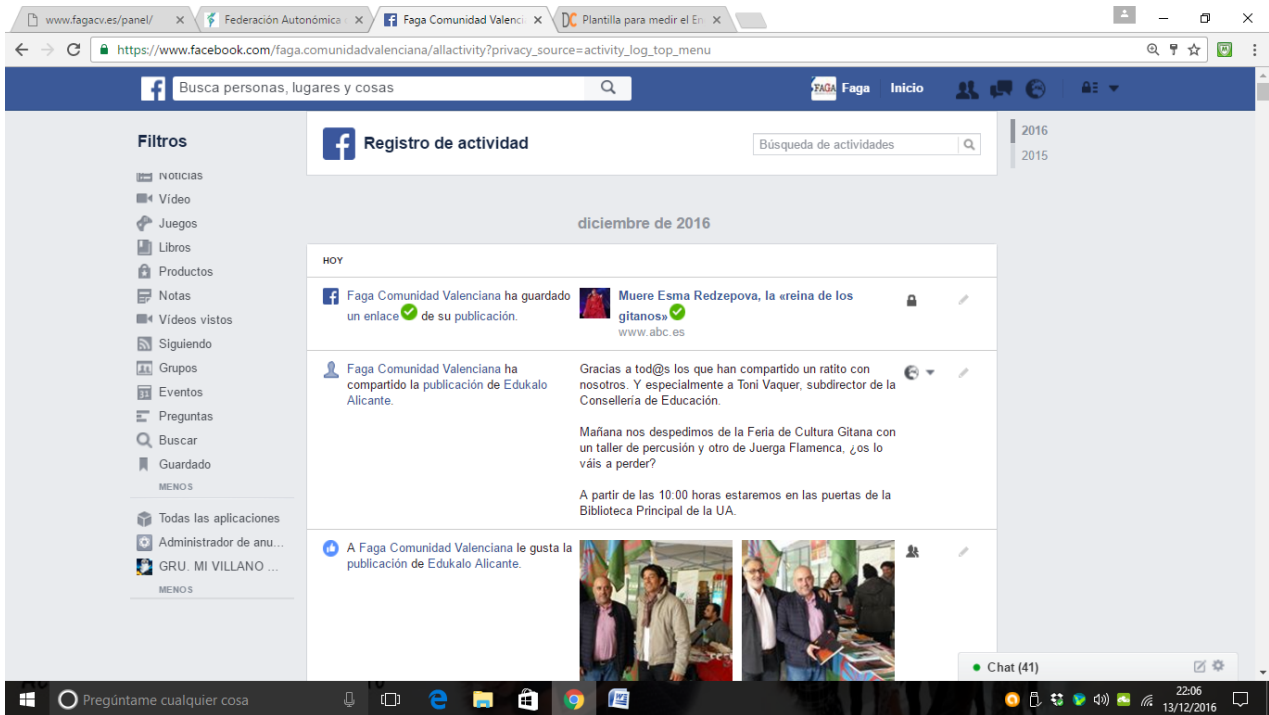 www.fagacv.es/panel/
Federación Autonómica
Faga Comunidad Valenci
DC Plantilla para medir el En
https://www.facebook.com/faga.comunidadvalenciana/allactivity?privacy_source=activity_log_top_menu
Busca personas, lugares y cosas
FAGA Faga Inicio
Filtros
Noticias
Vídeo
Juegos
Libros
Productos
Notas
Vídeos vistos
Siguiendo
Grupos
Eventos
Preguntas
Buscar
Guardado
MENOS
Todas las aplicaciones
Administrador de anu...
GRU. MI VILLANO ...
MENOS
Registro de actividad
Búsqueda de actividades
2016
2015
diciembre de 2016
HOY
Faga Comunidad Valenciana ha guardado
un enlace de su publicación.
Muere Esma Redzepova, la «reina de los
gitanos»
www.abc.es
Faga Comunidad Valenciana ha
compartido la publicación de Edukalo
Alicante.
Gracias a tod@s los que han compartido un ratito con
nosotros. Y especialmente a Toni Vaquer, subdirector de la
Consellería de Educación.
Mañana nos despedimos de la Feria de Cultura Gitana con
un taller de percusión y otro de Juerga Flamenca, ¿os lo
váis a perder?
A partir de las 10:00 horas estaremos en las puertas de la
Biblioteca Principal de la UA.
A Faga Comunidad Valenciana le gusta la
publicación de Edukalo Alicante.
Chat (41)
Pregúntame cualquier cosa
22:06
13/12/2016